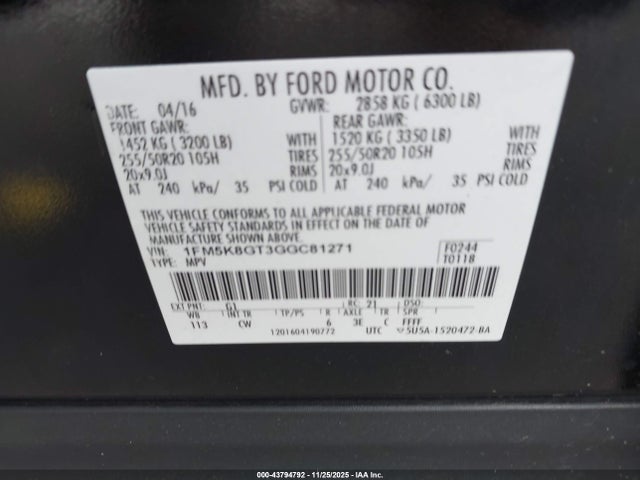 MFD. BY FORD MOTOR CO.
DATE: 04/16 GVWR: 2858 KG ( 6300 LB)
FRONT GAWR: REAR GAWR:
1452 KG ( 3200 LB) WITH 1520 KG ( 3350 LB) WITH
255/50R20 105H TIRES 255/50R20 105H TIRES
20x9.0J RIMS 20x9.0J RIMS
AT 240 kPa/ 35 PSI COLD AT 240 kPa/ 35 PSI COLD
THIS VEHICLE CONFORMS TO ALL APPLICABLE FEDERAL MOTOR
VEHICLE SAFETY STANDARDS IN EFFECT ON THE DATE OF
MANUFACTURE SHOWN ABOVE.
VIN: 1FM5K8GT3GGC81271 F0244
TYPE: MPV T0118
EXT PNT: G1 RC: 21 DSO:
WB INT TR TP/PS R AXLE TR SPR
113 CW 6 3E C FFFF
1201604190772 UTC 5U5A-1520472-BA
000-43794792 - 11/25/2025 - IAA Inc.